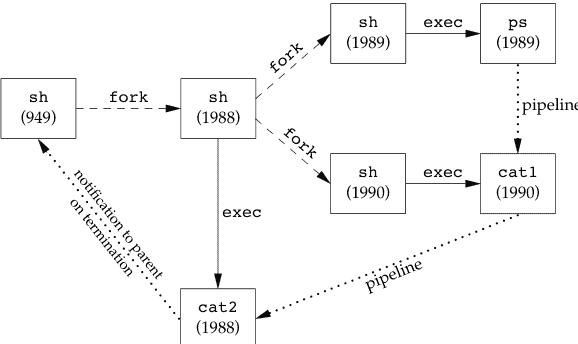 sh
(1989)
exec
ps
(1989)
fork
sh
(949)
fork
sh
(1988)
pipeline
fork
sh
(1990)
exec
cat1
(1990)
notification to parent
on termination
exec
pipeline
cat2
(1988)